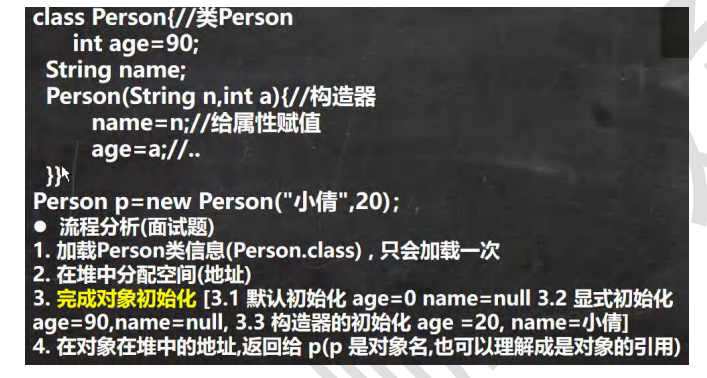 class Person{//类Person
int age=90;
String name;
Person(String n,int a){//构造器
name=n;//给属性赋值
age=a;//..
}}
Person p=new Person("小倩",20);
● 流程分析(面试题)
1. 加载Person类信息(Person.class) , 只会加载一次
2. 在堆中分配空间(地址)
3. 完成对象初始化 [3.1 默认初始化 age=0 name=null 3.2 显式初始化
age=90,name=null, 3.3 构造器的初始化 age =20, name=小倩]
4. 在对象在堆中的地址,返回给 p(p 是对象名,也可以理解成是对象的引用)